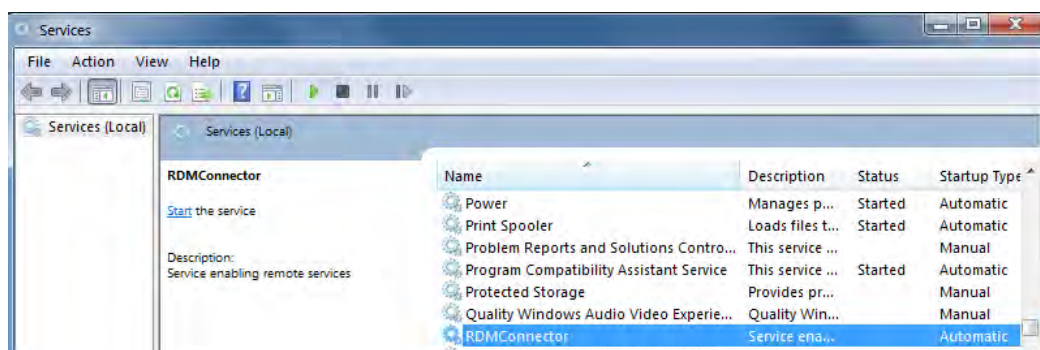 Services
File Action View Help
Services (Local)
Services (Local)
RDMConnector
Start the service
Description:
Service enabling remote services
Name Description Status Startup Type
Power Manages p... Started Automatic
Print Spooler Loads files t... Started Automatic
Problem Reports and Solutions Contro... This service ... Manual
Program Compatibility Assistant Service This service ... Started Automatic
Protected Storage Provides pr... Manual
Quality Windows Audio Video Experie... Quality Win... Manual
RDMConnector Service ena... Automatic